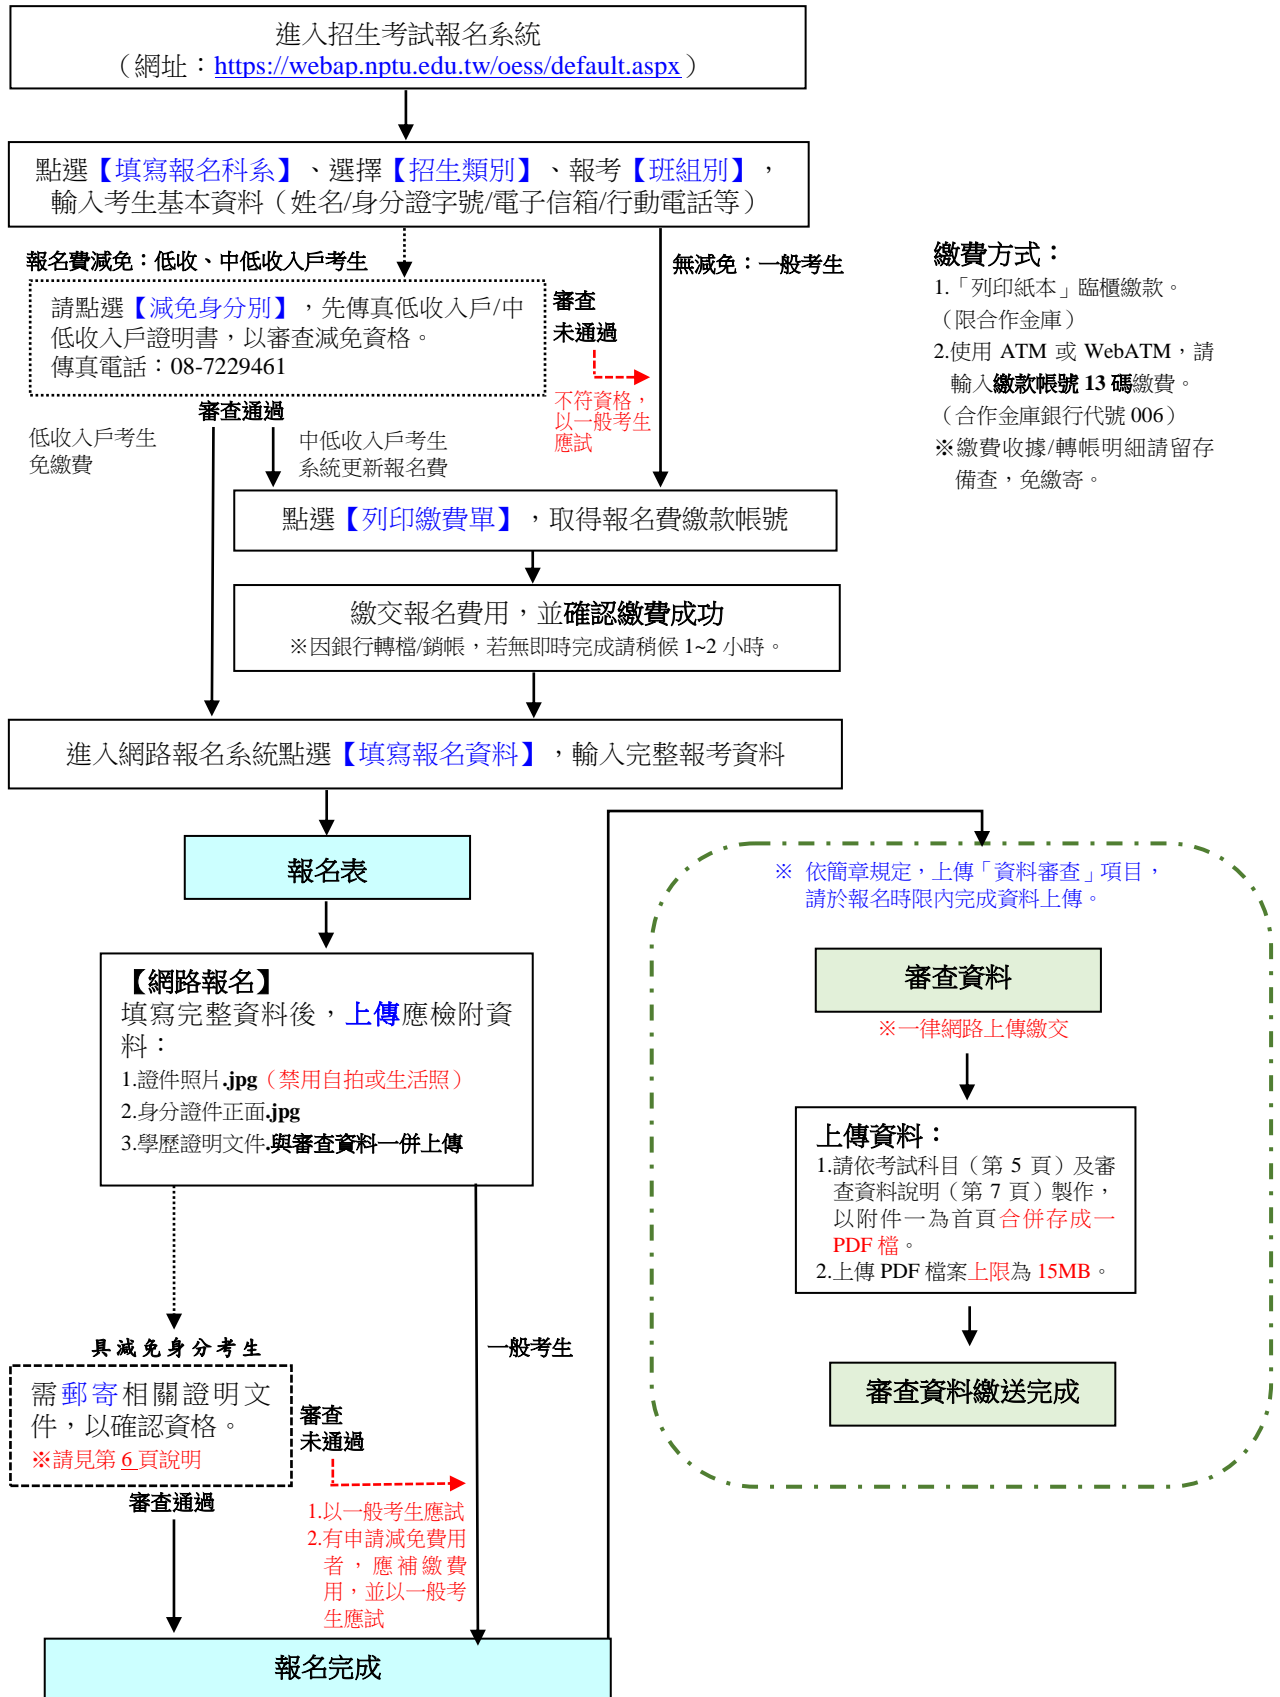 進入招生考試報名系統
（網址：https://webap.nptu.edu.tw/oess/default.aspx）
點選【填寫報名科系】、選擇【招生類別】、報考【班組別】，
輸入考生基本資料（姓名/身分證字號/電子信箱/行動電話等）
報名費減免：低收、中低收入戶考生
無減免：一般考生
請點選【減免身分別】，先傳真低收入戶/中
低收入戶證明書，以審查減免資格。
傳真電話：08-7229461
審查
未通過
不符資格，
以一般考生
應試
審查通過
低收入戶考生
免繳費
中低收入戶考生
系統更新報名費
繳費方式：
1.「列印紙本」臨櫃繳款。
（限合作金庫）
2.使用 ATM 或 WebATM，請
輸入繳款帳號 13 碼繳費。
（合作金庫銀行代號 006）
※繳費收據/轉帳明細請留存
備查，免繳寄。
點選【列印繳費單】，取得報名費繳款帳號
繳交報名費用，並確認繳費成功
※因銀行轉檔/銷帳，若無即時完成請稍候 1~2 小時。
進入網路報名系統點選【填寫報名資料】，輸入完整報考資料
報名表
【網路報名】
填寫完整資料後，上傳應檢附資
料：
1.證件照片.jpg（禁用自拍或生活照）
2.身分證件正面.jpg
3.學歷證明文件.與審查資料一併上傳
具減免身分考生
一般考生
需郵寄相關證明文
件，以確認資格。
※請見第 6 頁說明
審查
未通過
1.以一般考生應試
2.有申請減免費用
者，應補繳費
用，並以一般考
生應試
審查通過
報名完成
※ 依簡章規定，上傳「資料審查」項目，
請於報名時限內完成資料上傳。
審查資料
※一律網路上傳繳交
上傳資料：
1.請依考試科目（第 5 頁）及審
查資料說明（第 7 頁）製作，
以附件一為首頁合併存成一
PDF 檔。
2.上傳 PDF 檔案上限為 15MB。
審查資料繳送完成